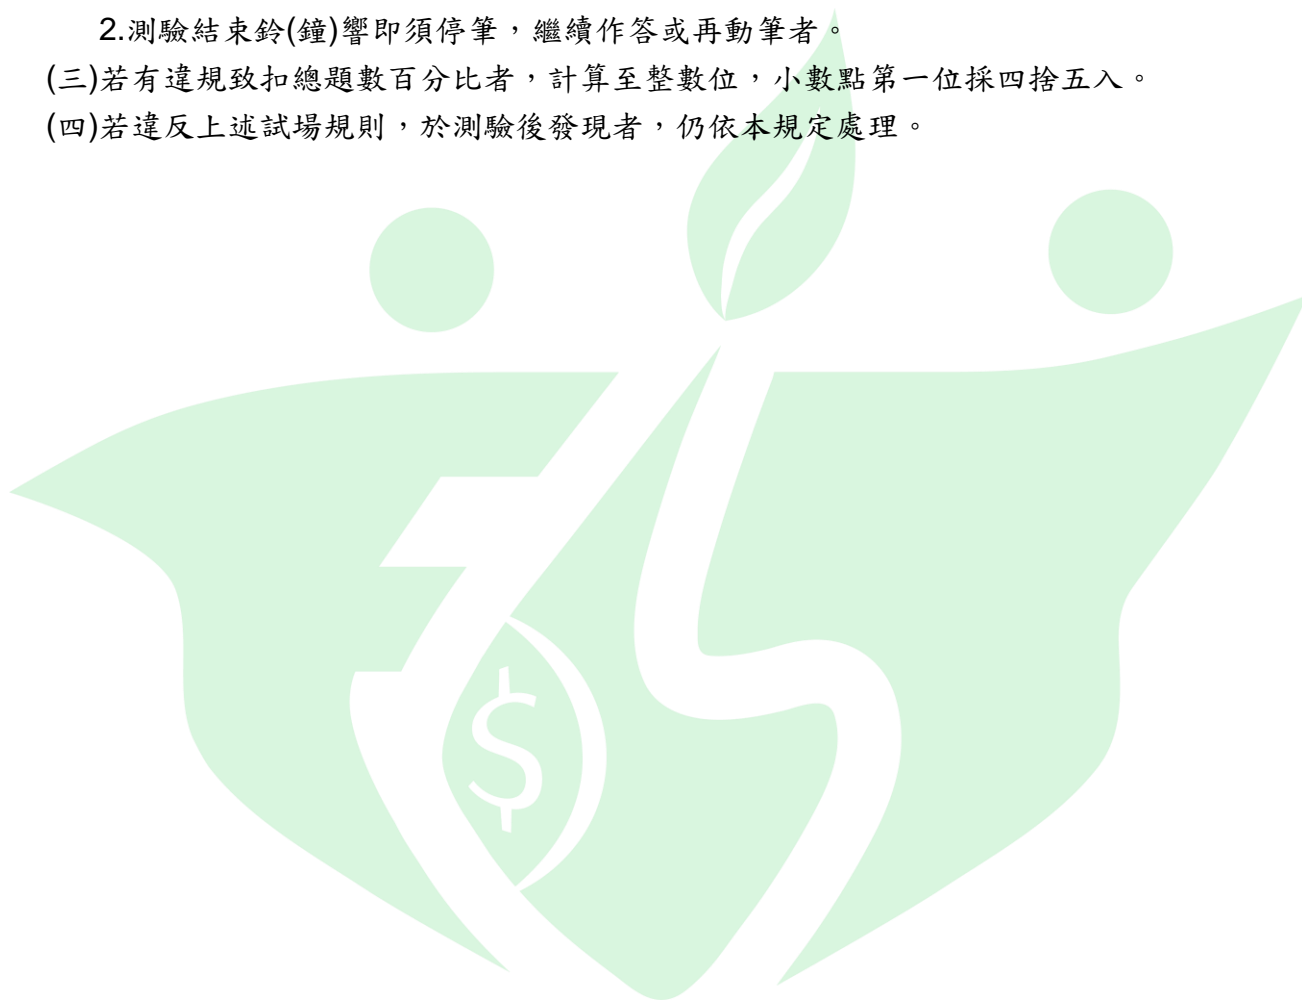 2.測驗結束鈴(鐘)響即須停筆，繼續作答或再動筆者。
(三)若有違規致扣總題數百分比者，計算至整數位，小數點第一位採四捨五入。
(四)若違反上述試場規則，於測驗後發現者，仍依本規定處理。
$